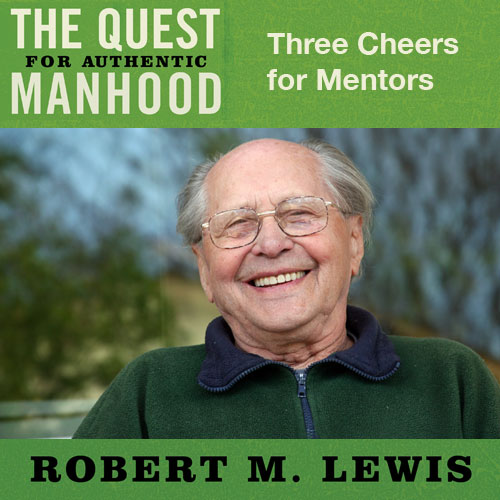 THE QUEST
FOR AUTHENTIC
MANHOOD
Three Cheers
for Mentors
ROBERT M. LEWIS